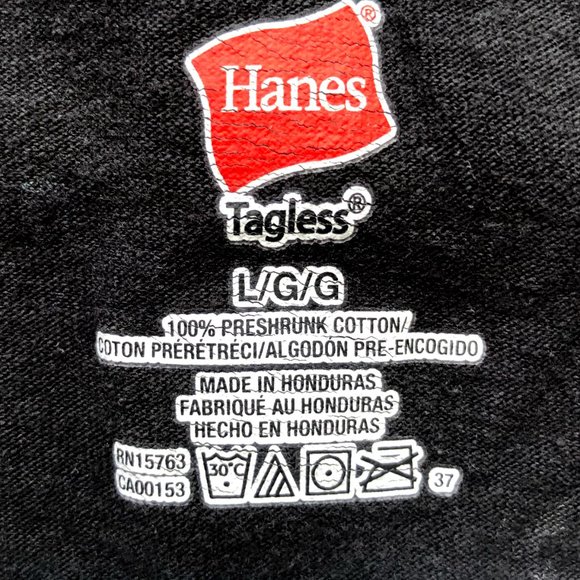 Hanes®
Tagless®
L/G/G
100% PRESHRUNK COTTON/
COTON PRÉRÉTRÉCI/ALGODÓN PRE-ENCOGIDO
MADE IN HONDURAS
FABRIQUÉ AU HONDURAS
HECHO EN HONDURAS
RN15763
CA00153
30°C
37